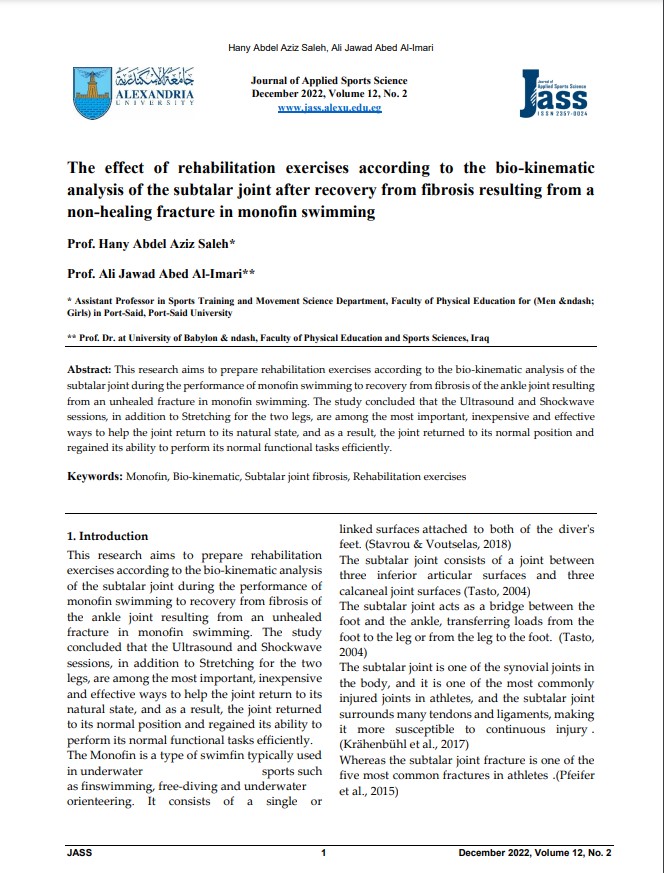 Hany Abdel Aziz Saleh, Ali Jawad Abed Al-Imari
جامعة الإسكندرية
ALEXANDRIA
UNIVERSITY
Journal of Applied Sports Science
December 2022, Volume 12, No. 2
www.jass.alexu.edu.eg
Journal of
Applied Sports Science
Jass
ISSN 2357-0024
The effect of rehabilitation exercises according to the bio-kinematic
analysis of the subtalar joint after recovery from fibrosis resulting from a
non-healing fracture in monofin swimming
Prof. Hany Abdel Aziz Saleh*
Prof. Ali Jawad Abed Al-Imari**
* Assistant Professor in Sports Training and Movement Science Department, Faculty of Physical Education for (Men &ndash;
Girls) in Port-Said, Port-Said University
** Prof. Dr. at University of Babylon & ndash, Faculty of Physical Education and Sports Sciences, Iraq
Abstract: This research aims to prepare rehabilitation exercises according to the bio-kinematic analysis of the
subtalar joint during the performance of monofin swimming to recovery from fibrosis of the ankle joint resulting
from an unhealed fracture in monofin swimming. The study concluded that the Ultrasound and Shockwave
sessions, in addition to Stretching for the two legs, are among the most important, inexpensive and effective
ways to help the joint return to its natural state, and as a result, the joint returned to its normal position and
regained its ability to perform its normal functional tasks efficiently.
Keywords: Monofin, Bio-kinematic, Subtalar joint fibrosis, Rehabilitation exercises
1. Introduction
This research aims to prepare rehabilitation
exercises according to the bio-kinematic analysis
of the subtalar joint during the performance of
monofin swimming to recovery from fibrosis of
the ankle joint resulting from an unhealed
fracture in monofin swimming. The study
concluded that the Ultrasound and Shockwave
sessions, in addition to Stretching for the two
legs, are among the most important, inexpensive
and effective ways to help the joint return to its
natural state, and as a result, the joint returned
to its normal position and regained its ability to
perform its normal functional tasks efficiently.
The Monofin is a type of swimfin typically used
in underwater sports such
as finswimming, free-diving and underwater
orienteering. It consists of a single or
linked surfaces attached to both of the diver's
feet. (Stavrou & Voutselas, 2018)
The subtalar joint consists of a joint between
three inferior articular surfaces and three
calcaneal joint surfaces (Tasto, 2004)
The subtalar joint acts as a bridge between the
foot and the ankle, transferring loads from the
foot to the leg or from the leg to the foot. (Tasto,
2004)
The subtalar joint is one of the synovial joints in
the body, and it is one of the most commonly
injured joints in athletes, and the subtalar joint
surrounds many tendons and ligaments, making
it more susceptible to continuous injury .
(Krähenbühl et al., 2017)
Whereas the subtalar joint fracture is one of the
five most common fractures in athletes .(Pfeifer
et al., 2015)
JASS 1 December 2022, Volume 12, No. 2